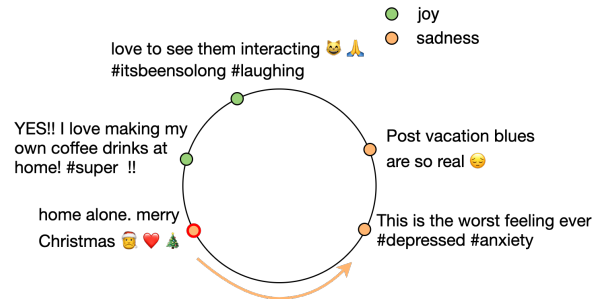 joy
sadness
love to see them interacting 😺 🙏
#itsbeensolong #laughing
YES!! I love making my
own coffee drinks at
home! #super !!
Post vacation blues
are so real 😔
home alone. merry
Christmas 🎅 ❤️ 🎄
This is the worst feeling ever
#depressed #anxiety